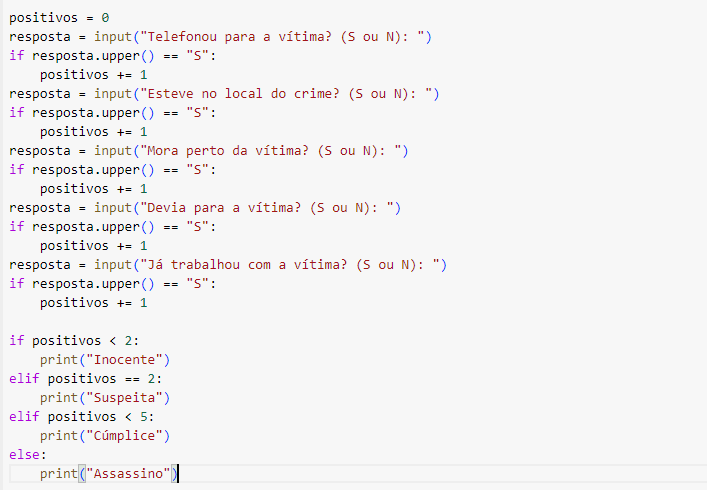 positivos = 0
resposta = input("Telefonou para a vítima? (S ou N): ")
if resposta.upper() == "S":
    positivos += 1
resposta = input("Esteve no local do crime? (S ou N): ")
if resposta.upper() == "S":
    positivos += 1
resposta = input("Mora perto da vítima? (S ou N): ")
if resposta.upper() == "S":
    positivos += 1
resposta = input("Devia para a vítima? (S ou N): ")
if resposta.upper() == "S":
    positivos += 1
resposta = input("Já trabalhou com a vítima? (S ou N): ")
if resposta.upper() == "S":
    positivos += 1

if positivos < 2:
    print("Inocente")
elif positivos == 2:
    print("Suspeita")
elif positivos < 5:
    print("Cúmplice")
else:
    print("Assassino")